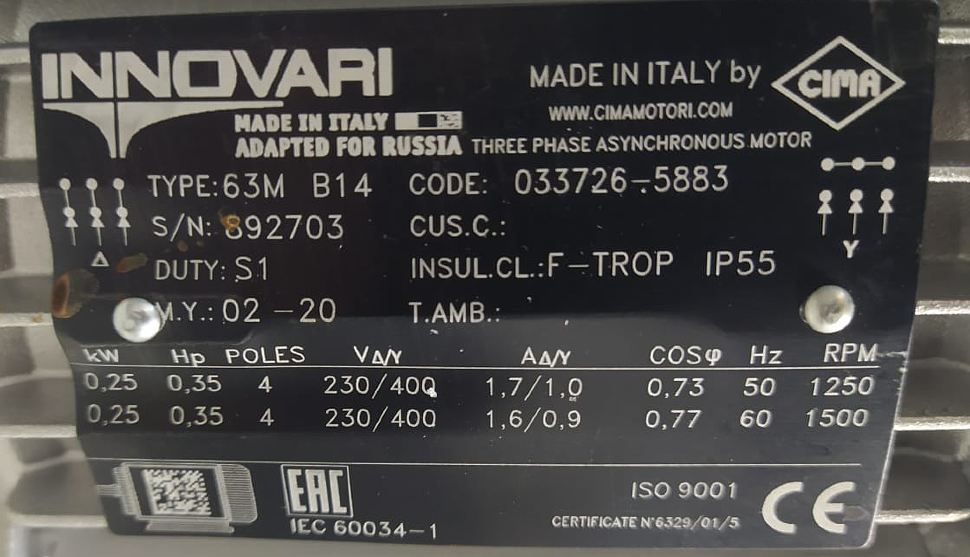 INNOVARI
MADE IN ITALY by CIMA
WWW.CIMAMOTORI.COM
MADE IN ITALY
ADAPTED FOR RUSSIA THREE PHASE ASYNCHRONOUS MOTOR
TYPE: 63M B14 CODE: 033726-5883
S/N: 892703 CUS.C.:
Δ Y
DUTY: S1 INSUL.CL.: F-TROP IP55
M.Y.: 02-20 T.AMB.:
kW Hp POLES VΔ/Y AΔ/Y COSφ Hz RPM
0,25 0,35 4 230/400 1,7/1,0 0,73 50 1250
0,25 0,35 4 230/400 1,6/0,9 0,77 60 1500
EAC
IEC 60034-1
ISO 9001
CERTIFICATE N°6329/01/S
CE